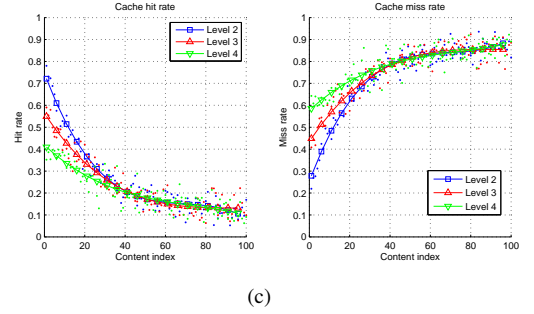 Cache hit rate
1
0.9
0.8
0.7
0.6
0.5
0.4
0.3
0.2
0.1
0
Hit rate
0 20 40 60 80 100
Content index
Level 2
Level 3
Level 4
Cache miss rate
1
0.9
0.8
0.7
0.6
0.5
0.4
0.3
0.2
0.1
0
Miss rate
0 20 40 60 80 100
Content index
Level 2
Level 3
Level 4
(c)